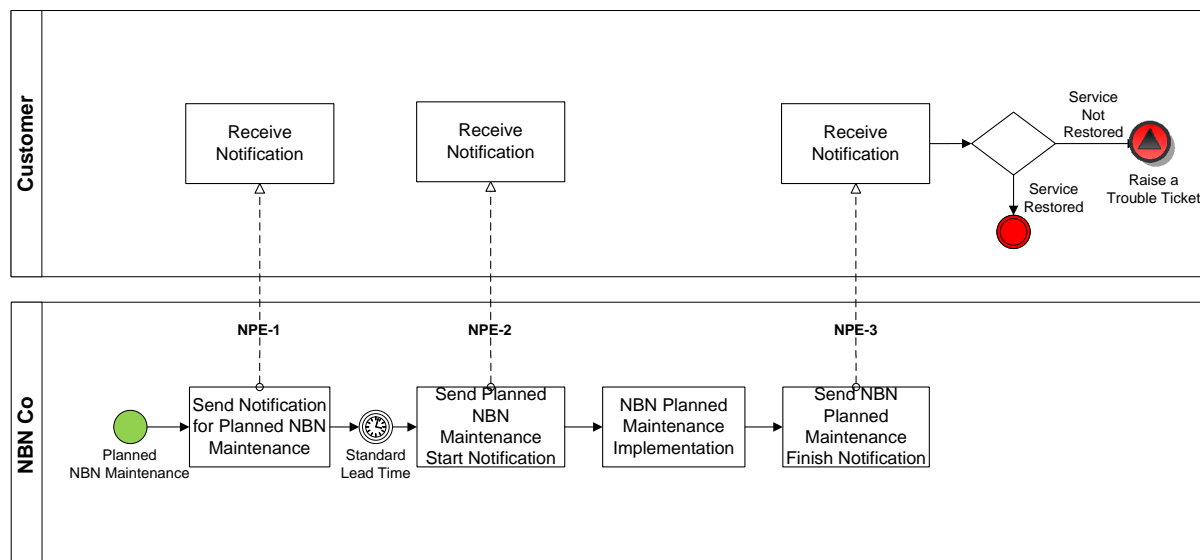 Customer
Receive
Notification
Receive
Notification
Receive
Notification
Service
Not
Restored
Raise a
Trouble Ticket
Service
Restored
NBN Co
NPE-1
NPE-2
NPE-3
Planned
NBN Maintenance
Send Notification
for Planned NBN
Maintenance
Standard
Lead Time
Send Planned
NBN
Maintenance
Start Notification
NBN Planned
Maintenance
Implementation
Send NBN
Planned
Maintenance
Finish Notification